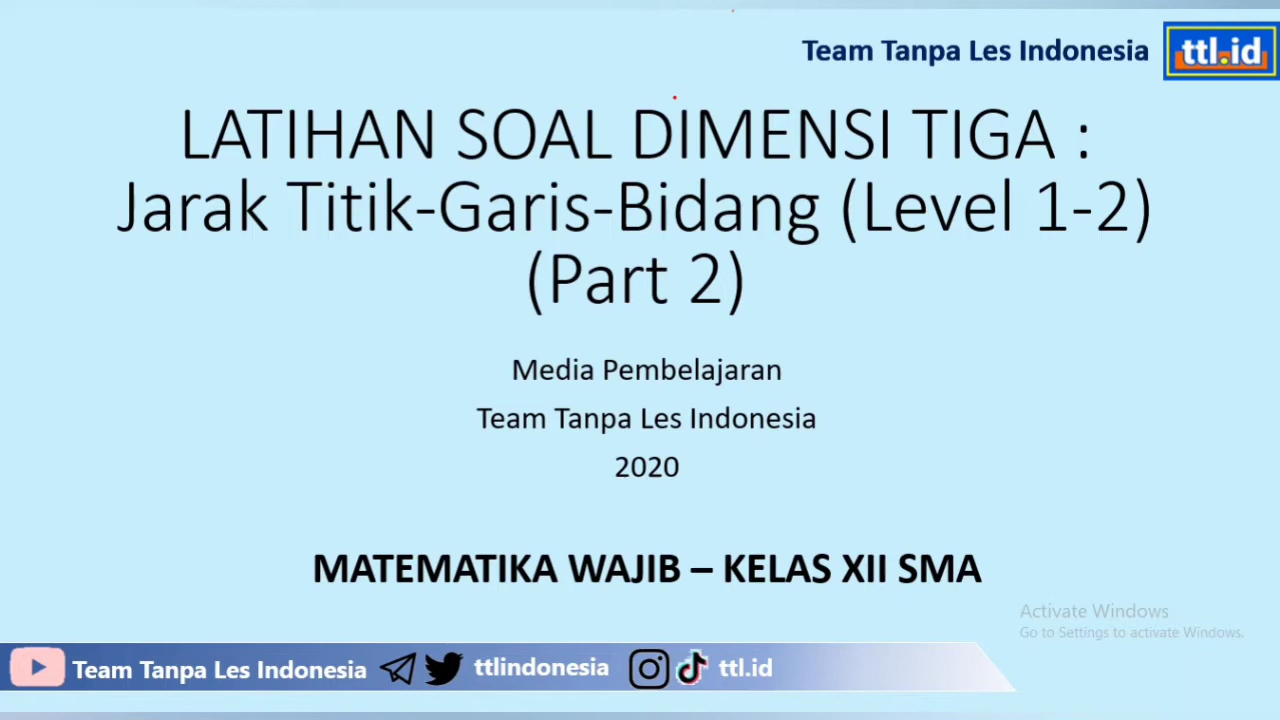 Team Tanpa Les Indonesia
ttl.id
LATIHAN SOAL DIMENSI TIGA :
Jarak Titik-Garis-Bidang (Level 1-2)
(Part 2)
Media Pembelajaran
Team Tanpa Les Indonesia
2020
MATEMATIKA WAJIB – KELAS XII SMA
Activate Windows
Go to Settings to activate Windows.
Team Tanpa Les Indonesia ttlindonesia ttl.id